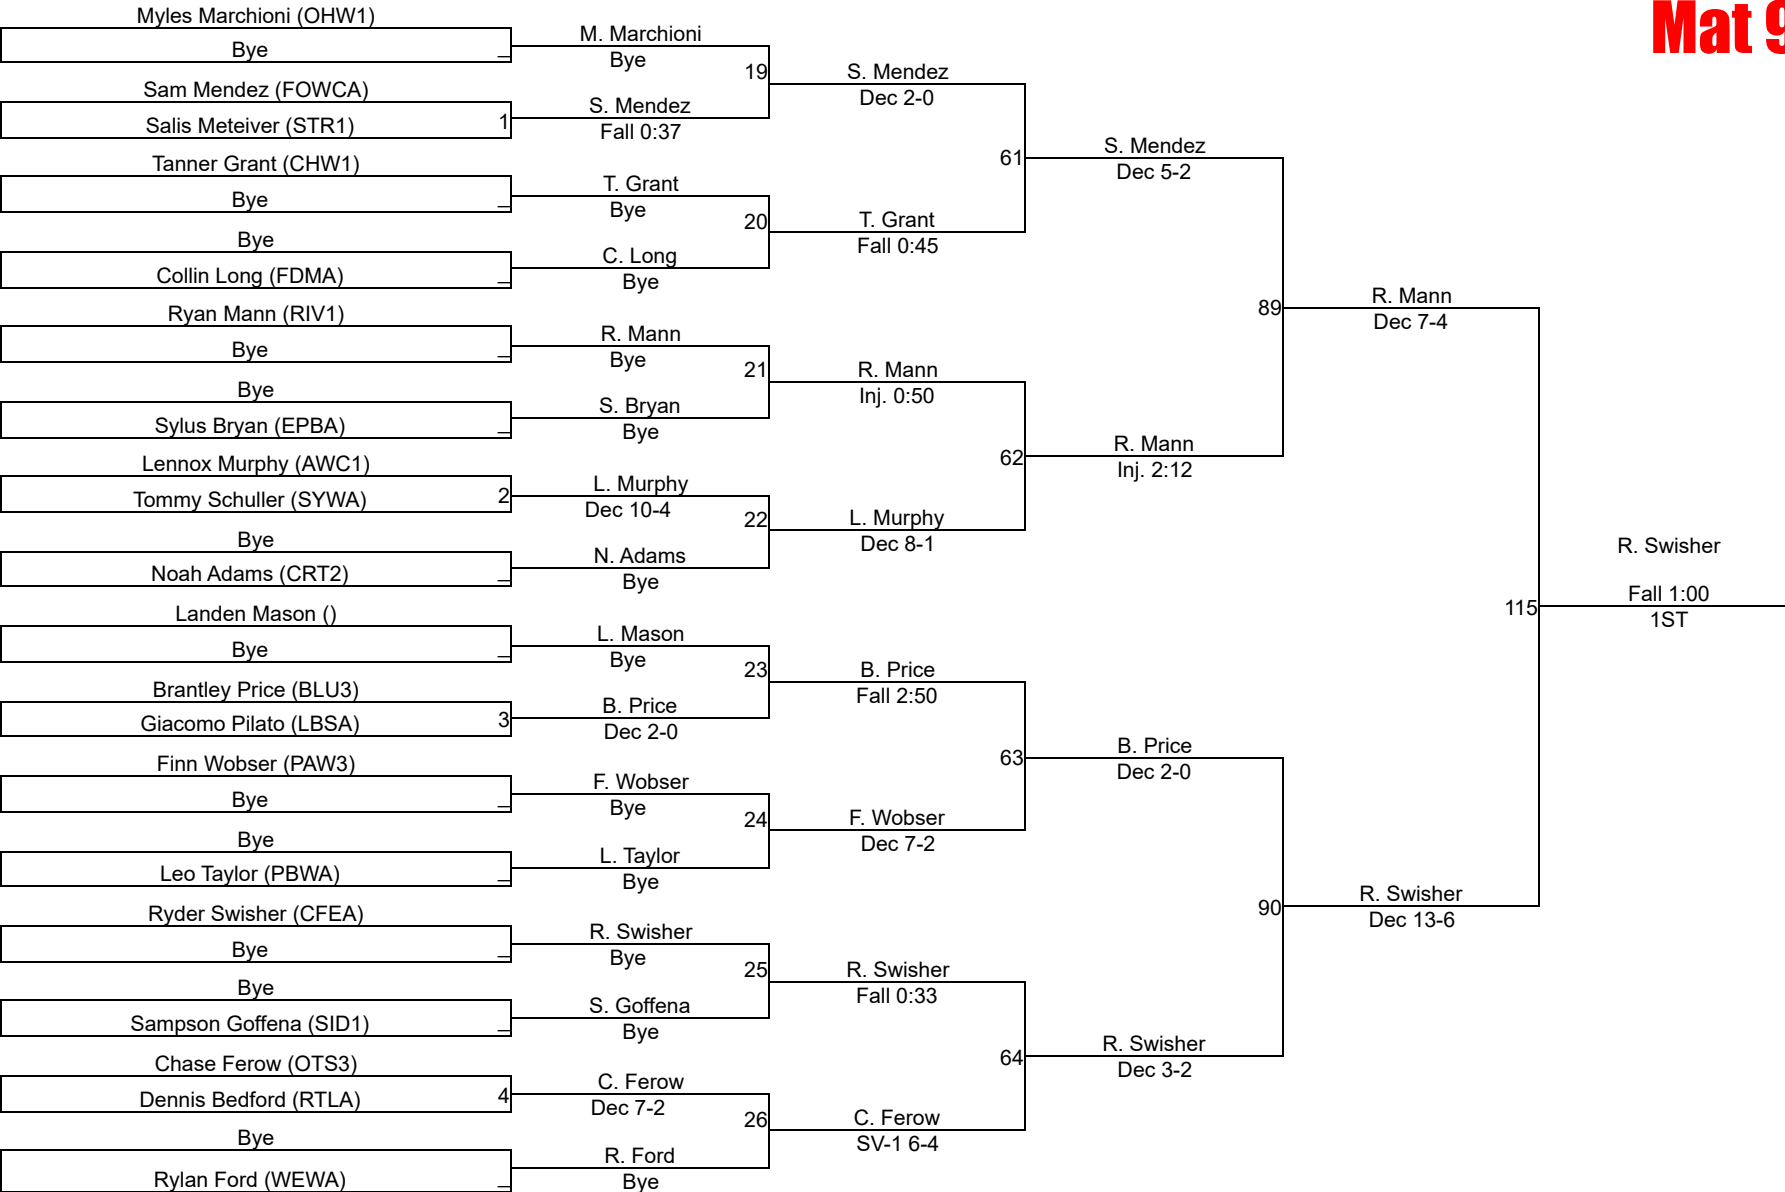 Mat 9
Myles Marchioni (OHW1)
Bye _
Sam Mendez (FOWCA)
Salis Meteiver (STR1) 1
Tanner Grant (CHW1)
Bye _
Bye
Collin Long (FDMA) _
Ryan Mann (RIV1)
Bye _
Bye
Sylus Bryan (EPBA) _
Lennox Murphy (AWC1)
Tommy Schuller (SYWA) 2
Bye
Noah Adams (CRT2) _
Landen Mason ()
Bye _
Brantley Price (BLU3)
Giacomo Pilato (LBSA) 3
Finn Wobser (PAW3)
Bye _
Bye
Leo Taylor (PBWA) _
Ryder Swisher (CFEA)
Bye _
Bye
Sampson Goffena (SID1) _
Chase Ferow (OTS3)
Dennis Bedford (RTLA) 4
Bye
Rylan Ford (WEWA) _
M. Marchioni
Bye
19
S. Mendez
Fall 0:37
T. Grant
Bye
20
C. Long
Bye
R. Mann
Bye
21
S. Bryan
Bye
L. Murphy
Dec 10-4
22
N. Adams
Bye
L. Mason
Bye
23
B. Price
Dec 2-0
F. Wobser
Bye
24
L. Taylor
Bye
R. Swisher
Bye
25
S. Goffena
Bye
C. Ferow
Dec 7-2
26
R. Ford
Bye
S. Mendez
Dec 2-0
61
T. Grant
Fall 0:45
R. Mann
Inj. 0:50
62
L. Murphy
Dec 8-1
B. Price
Fall 2:50
63
F. Wobser
Dec 7-2
R. Swisher
Fall 0:33
64
C. Ferow
SV-1 6-4
S. Mendez
Dec 5-2
89
R. Mann
Inj. 2:12
B. Price
Dec 2-0
90
R. Swisher
Dec 3-2
R. Mann
Dec 7-4
115
R. Swisher
Dec 13-6
R. Swisher
Fall 1:00
1ST